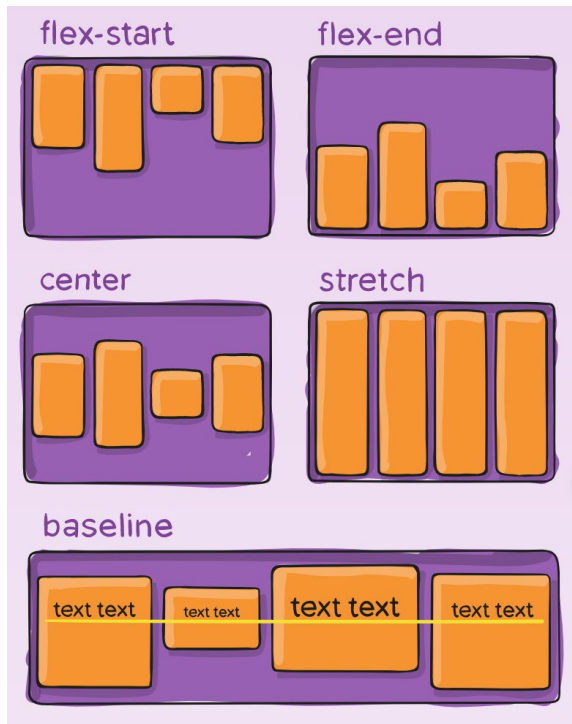 flex-start
flex-end
center
stretch
baseline
text text
text text
text text
text text